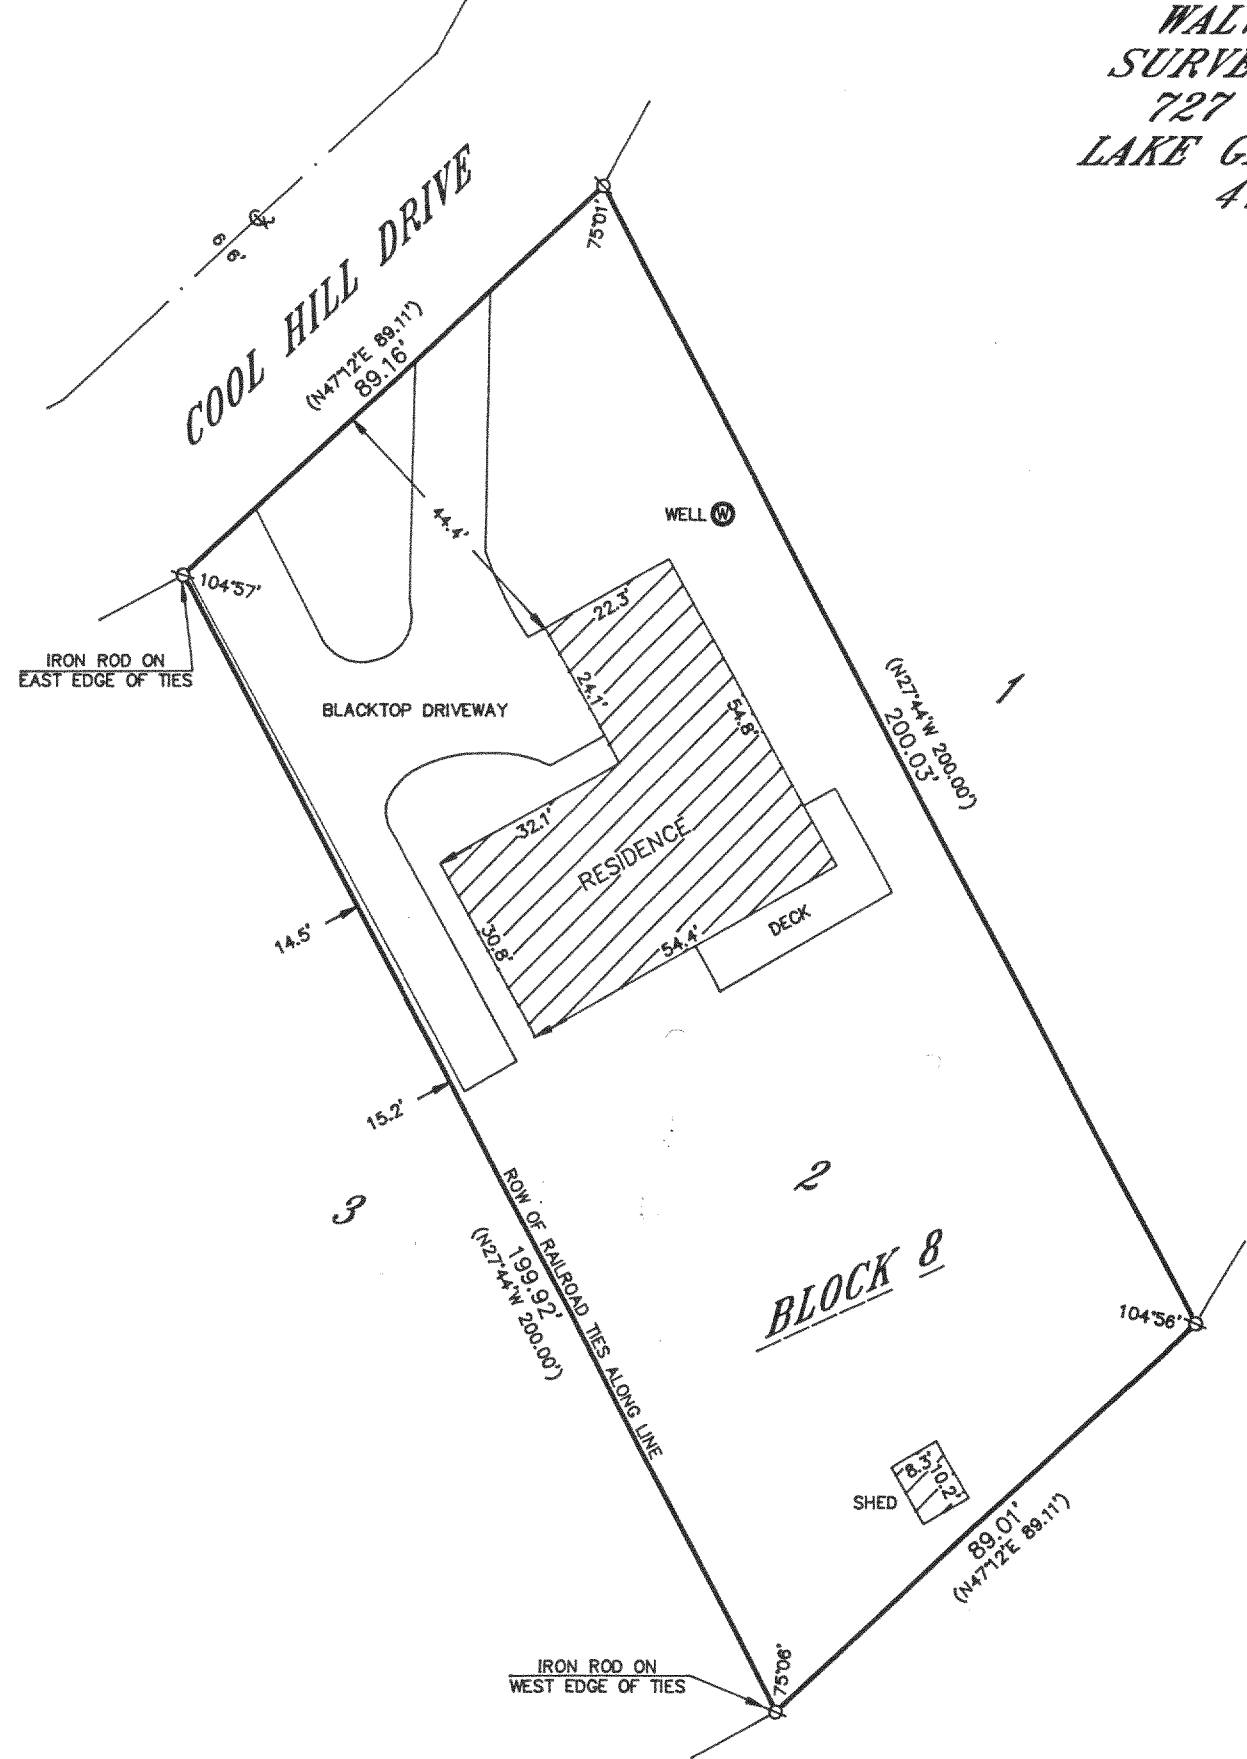 SURVE
727
LAKE G
COOL HILL DRIVE
66'
75°01'
(N47°12'E 89.11')
89.16'
44.4'
WELL W
104°57'
22.3'
IRON ROD ON
EAST EDGE OF TIES
24.1'
BLACKTOP DRIVEWAY
54.8'
(N27°44'W 200.00')
200.03'
1
32.1'
RESIDENCE
14.5'
30.8'
54.4'
DECK
15.2'
3
ROW OF RAILROAD TIES ALONG LINE
199.92'
(N27°44'W 200.00')
2
BLOCK 8
104°56'
8.3'
10.2'
SHED
89.01'
(N47°12'E 89.11')
IRON ROD ON
WEST EDGE OF TIES
75°06'